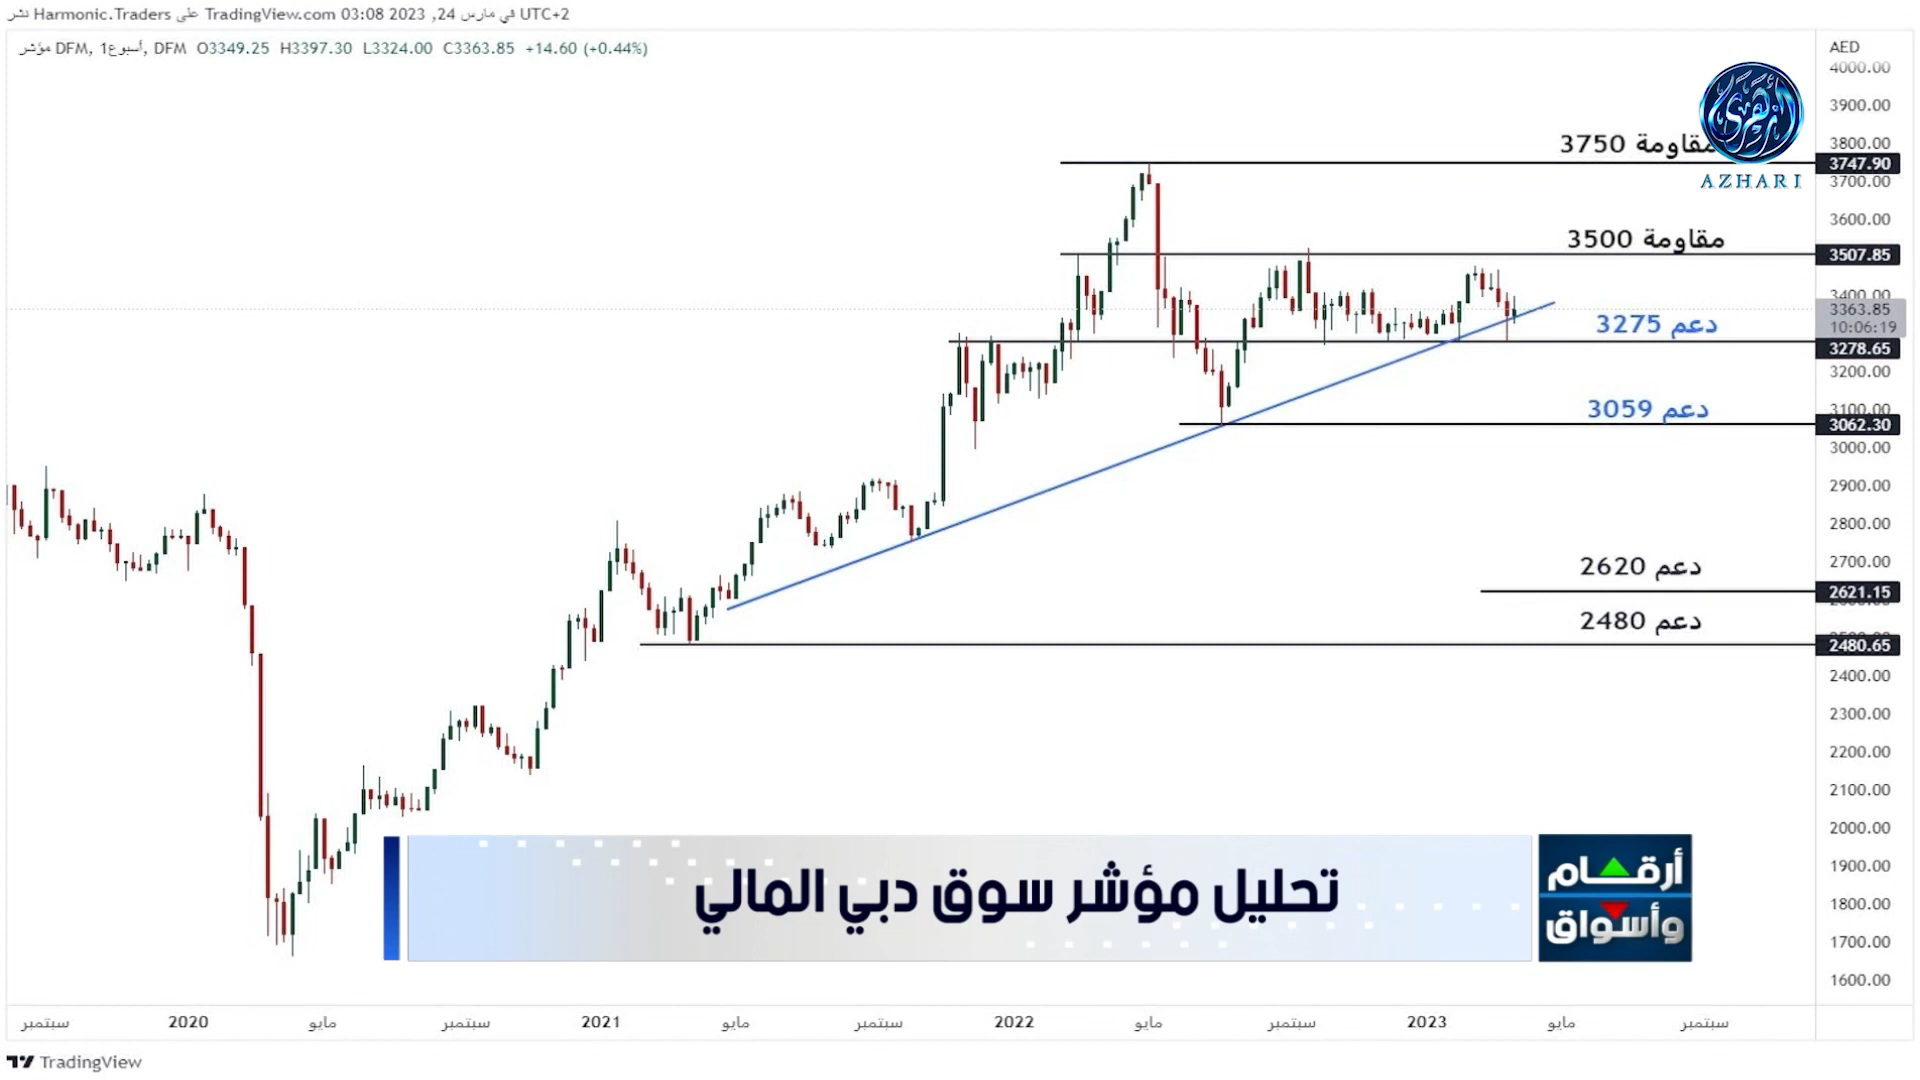 نشر Harmonic.Traders على TradingView.com في مارس 24, 2023 03:08 UTC+2
مؤشر DFM, 1أسبوع, DFM O3349.25 H3397.30 L3324.00 C3363.85 +14.60 (+0.44%)
AED
4000.00
3900.00
3800.00
3747.90
3700.00
3600.00
3507.85
3400.00
3363.85
10:06:19
3278.65
3200.00
3100.00
3062.30
3000.00
2900.00
2800.00
2700.00
2621.15
2480.65
2400.00
2300.00
2200.00
2100.00
2000.00
1900.00
1800.00
1700.00
1600.00
الأزهري
AZHARI
مقاومة 3750
مقاومة 3500
دعم 3275
دعم 3059
دعم 2620
دعم 2480
أرقام
وأسواق
تحليل مؤشر سوق دبي المالي
سبتمبر 2020 مايو سبتمبر 2021 مايو سبتمبر 2022 مايو سبتمبر 2023 مايو سبتمبر
TradingView